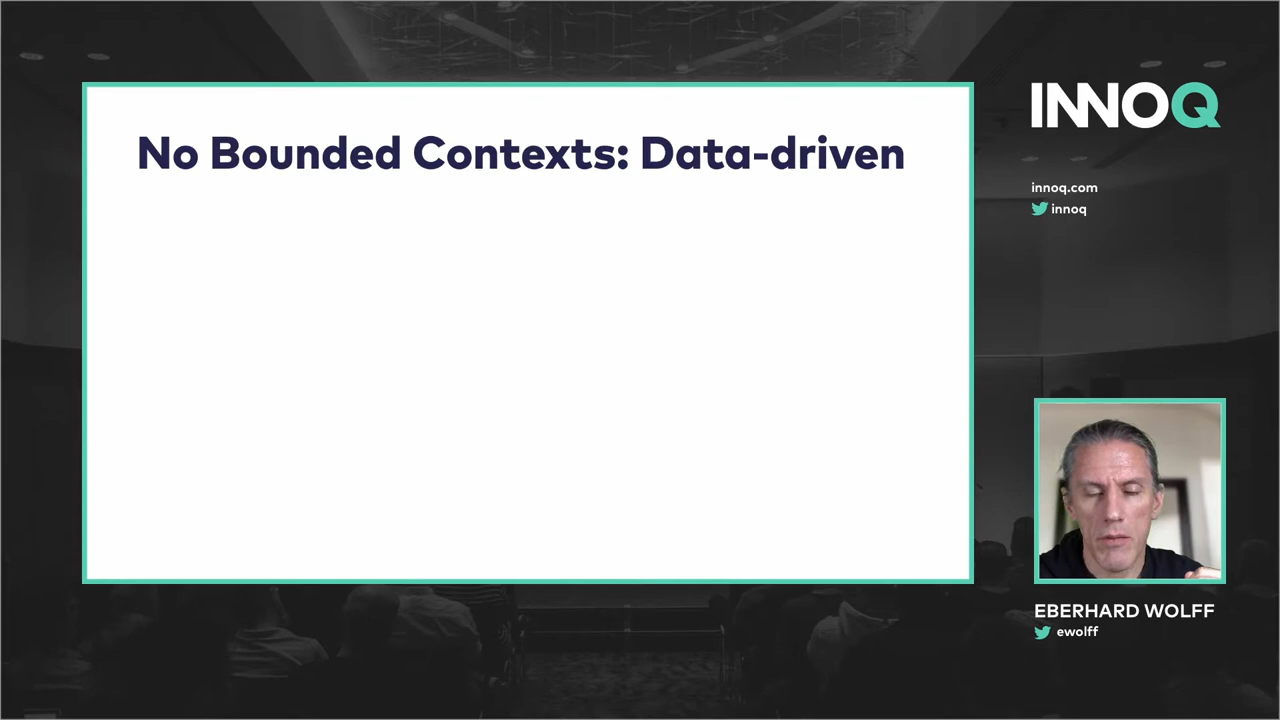 No Bounded Contexts: Data-driven
INNOQ
innoq.com
innoq
EBERHARD WOLFF
ewolff